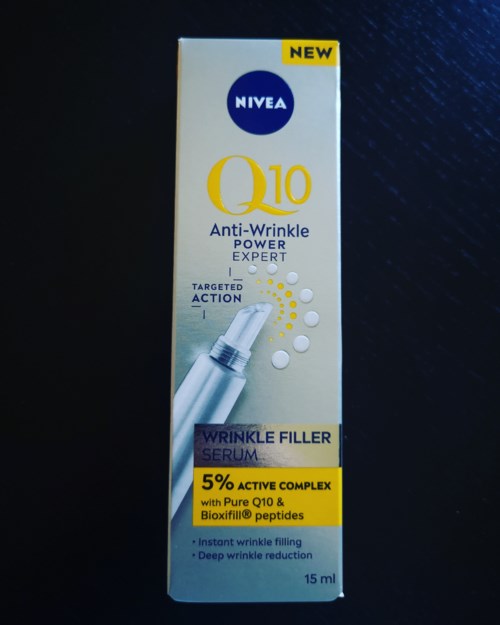 NEW
NIVEA
Q10
Anti-Wrinkle
POWER
EXPERT
TARGETED
ACTION
WRINKLE FILLER
SERUM
5% ACTIVE COMPLEX
with Pure Q10 &
Bioxifill® peptides
• Instant wrinkle filling
• Deep wrinkle reduction
15 ml